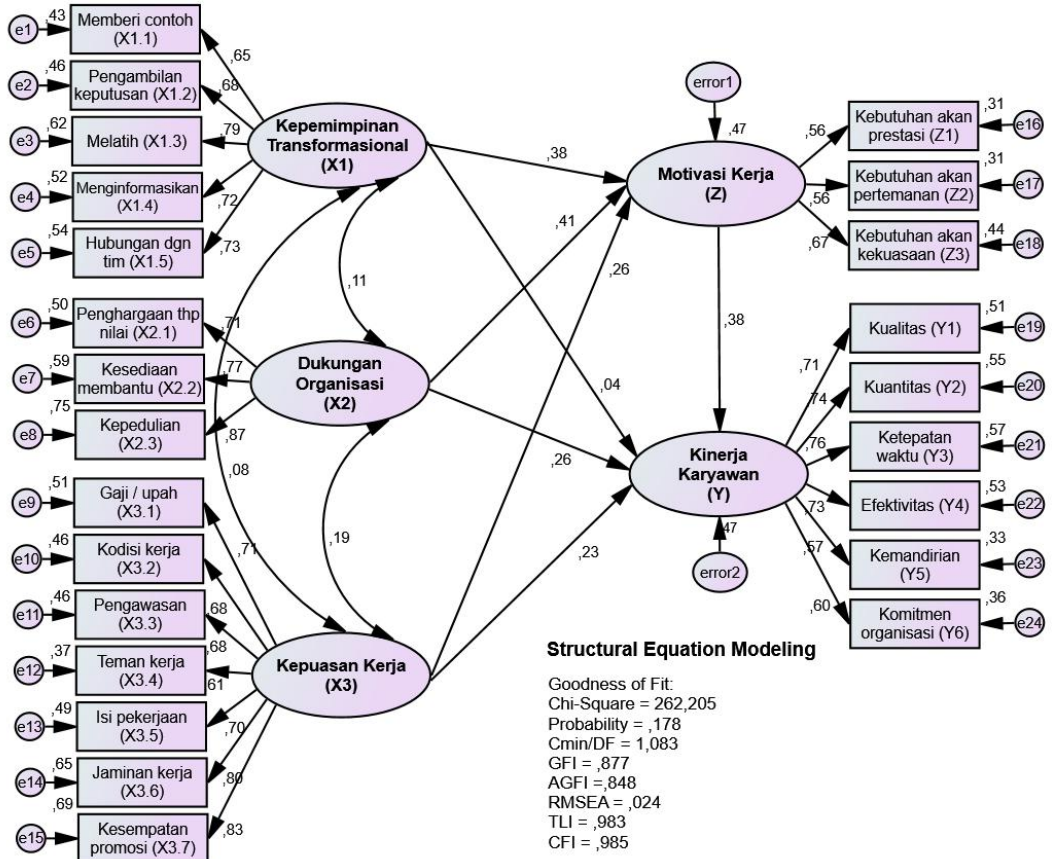 e1
,43
Memberi contoh
(X1.1)
,65
e2
,46
Pengambilan
keputusan (X1.2)
,68
e3
,62
Melatih (X1.3)
,79
e4
,52
Menginformasikan
(X1.4)
,72
e5
,54
Hubungan dgn
tim (X1.5)
,73
Kepemimpinan
Transformasional
(X1)
e6
,50
Penghargaan thp
nilai (X2.1)
,71
e7
,59
Kesediaan
membantu (X2.2)
,77
e8
,75
Kepedulian
(X2.3)
,87
Dukungan
Organisasi
(X2)
,11
,08
,19
e9
,51
Gaji / upah
(X3.1)
,71
e10
,46
Kodisi kerja
(X3.2)
,68
e11
,46
Pengawasan
(X3.3)
,68
e12
,37
Teman kerja
(X3.4)
,61
e13
,49
Isi pekerjaan
(X3.5)
,70
e14
,65
Jaminan kerja
(X3.6)
,80
e15
,69
Kesempatan
promosi (X3.7)
,83
Kepuasan Kerja
(X3)
,38
,41
,26
,04
,26
,23
error1
,47
Motivasi Kerja
(Z)
,38
Kinerja
Karyawan
(Y)
,47
error2
,56
Kebutuhan akan
prestasi (Z1)
,31
e16
,56
Kebutuhan akan
pertemanan (Z2)
,31
e17
,67
Kebutuhan akan
kekuasaan (Z3)
,44
e18
,71
Kualitas (Y1)
,51
e19
,74
Kuantitas (Y2)
,55
e20
,76
Ketepatan
waktu (Y3)
,57
e21
,73
Efektivitas (Y4)
,53
e22
,57
Kemandirian
(Y5)
,33
e23
,60
Komitmen
organisasi (Y6)
,36
e24
Structural Equation Modeling
Goodness of Fit:
Chi-Square = 262,205
Probability = ,178
Cmin/DF = 1,083
GFI = ,877
AGFI =,848
RMSEA = ,024
TLI = ,983
CFI = ,985